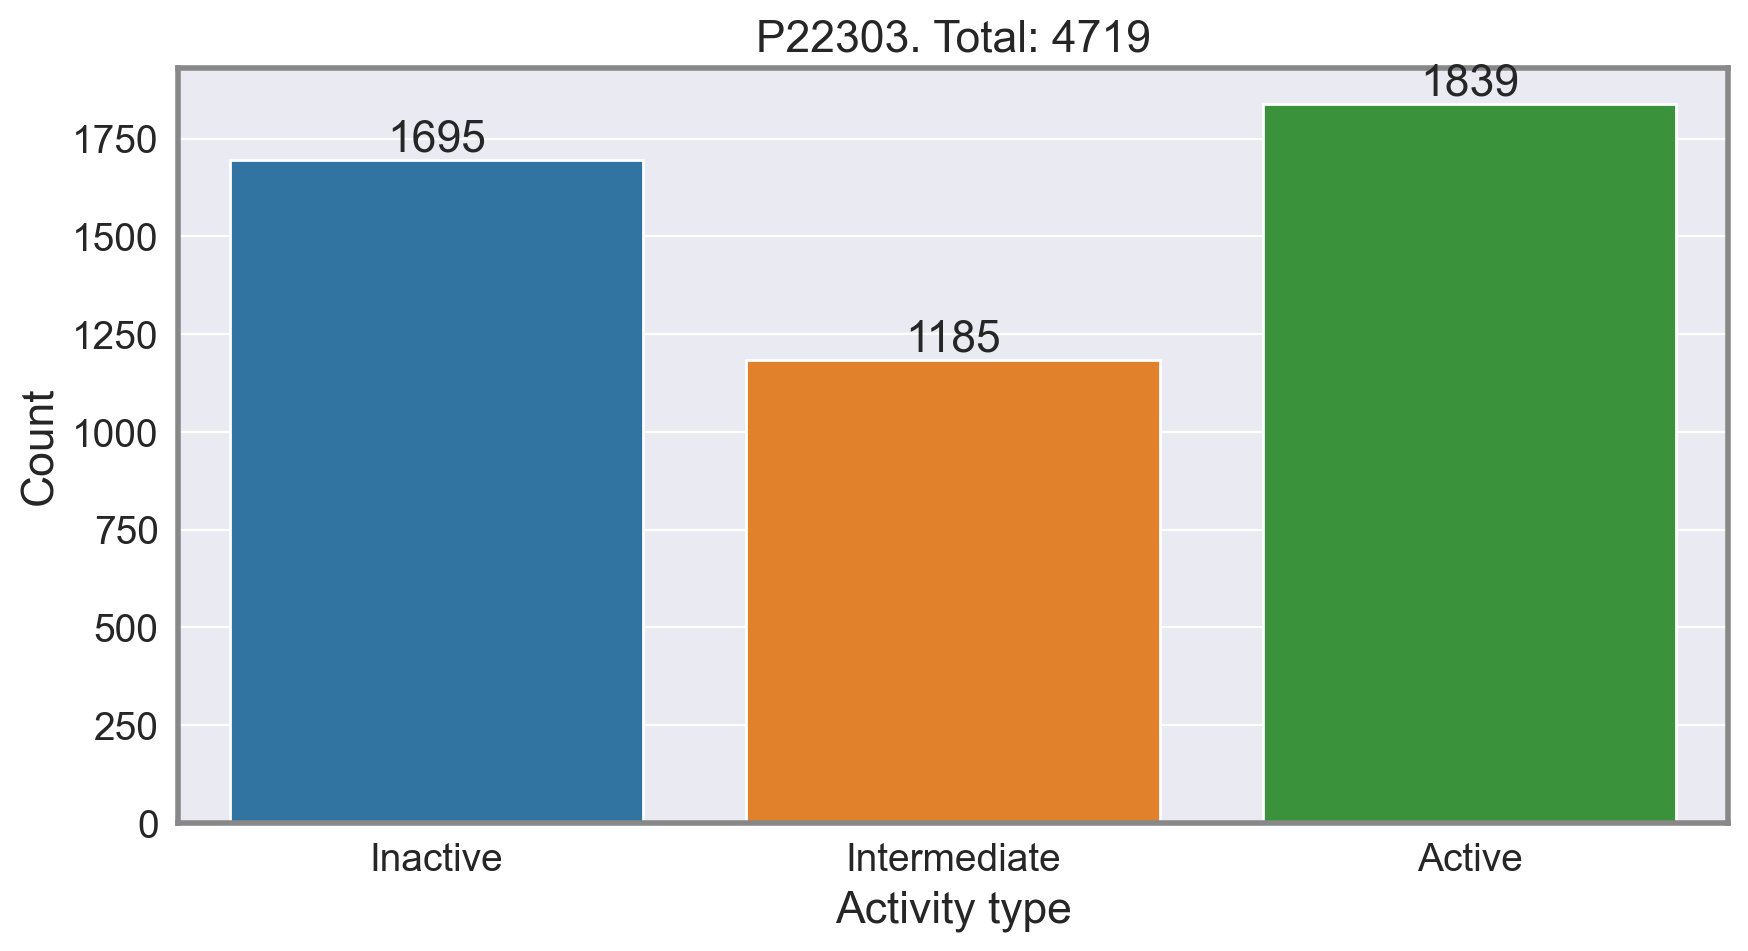 P22303. Total: 4719
1839
1695
1185
1750
1500
1250
1000
750
500
250
0
Count
Inactive
Intermediate
Active
Activity type